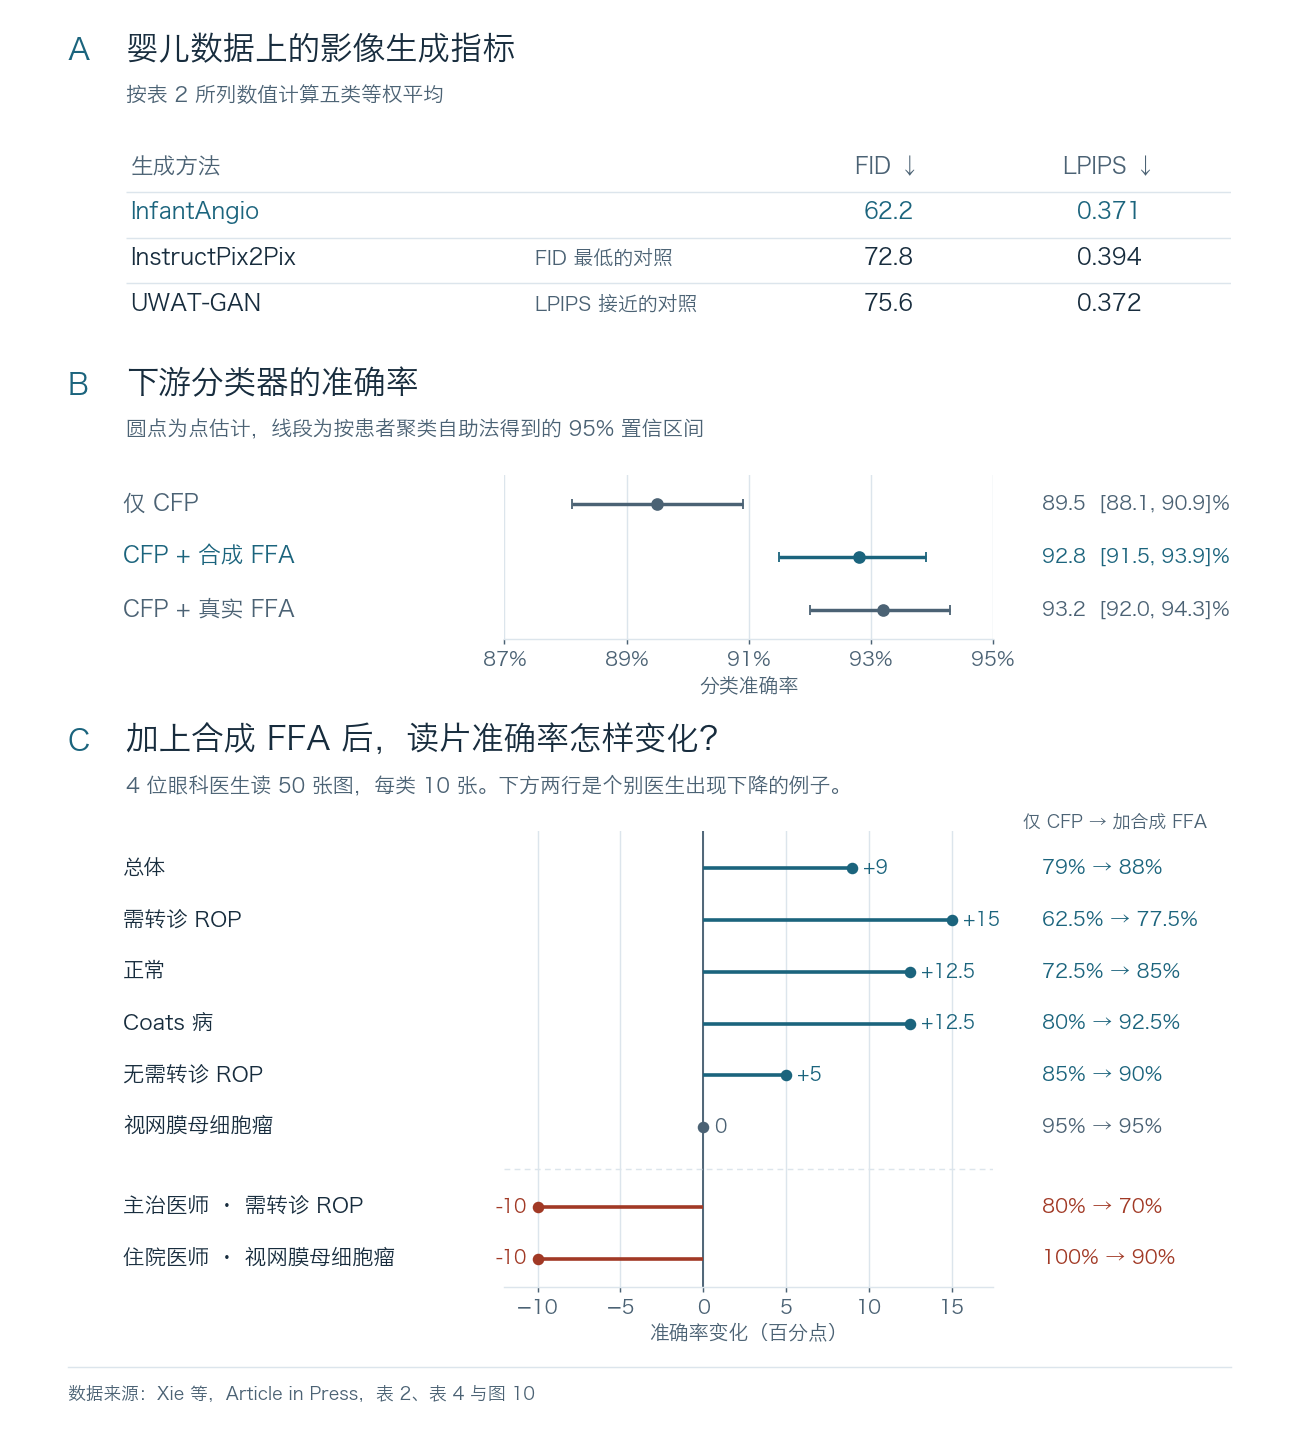 A 婴儿数据上的影像生成指标
按表 2 所列数值计算五类等权平均
生成方法 FID ↓ LPIPS ↓
InfantAngio 62.2 0.371
InstructPix2Pix FID 最低的对照 72.8 0.394
UWAT-GAN LPIPS 接近的对照 75.6 0.372
B 下游分类器的准确率
圆点为点估计，线段为按患者聚类自助法得到的 95% 置信区间
仅 CFP 89.5 [88.1, 90.9]%
CFP + 合成 FFA 92.8 [91.5, 93.9]%
CFP + 真实 FFA 93.2 [92.0, 94.3]%
87% 89% 91% 93% 95%
分类准确率
C 加上合成 FFA 后，读片准确率怎样变化？
4 位眼科医生读 50 张图，每类 10 张。下方两行是个别医生出现下降的例子。
仅 CFP → 加合成 FFA
总体 +9 79% → 88%
需转诊 ROP +15 62.5% → 77.5%
正常 +12.5 72.5% → 85%
Coats 病 +12.5 80% → 92.5%
无需转诊 ROP +5 85% → 90%
视网膜母细胞瘤 0 95% → 95%
主治医师 · 需转诊 ROP -10 80% → 70%
住院医师 · 视网膜母细胞瘤 -10 100% → 90%
−10 −5 0 5 10 15
准确率变化（百分点）
数据来源：Xie 等，Article in Press，表 2、表 4 与图 10